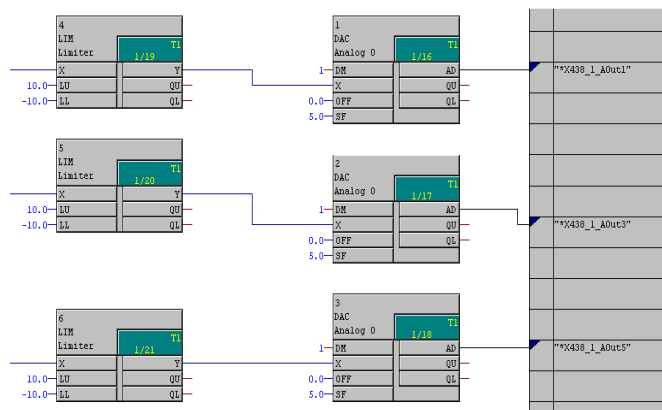 4
LIM
Limiter
T1
1/19
X Y
10.0 LU QU
-10.0 LL QL
1
DAC
Analog O
T1
1/16
1 DM AD
X QU
0.0 OFF QL
5.0 SF
"*X438_1_AOut1"
5
LIM
Limiter
T1
1/20
X Y
10.0 LU QU
-10.0 LL QL
2
DAC
Analog O
T1
1/17
1 DM AD
X QU
0.0 OFF QL
5.0 SF
"*X438_1_AOut3"
6
LIM
Limiter
T1
1/21
X Y
10.0 LU QU
-10.0 LL QL
3
DAC
Analog O
T1
1/18
1 DM AD
X QU
0.0 OFF QL
5.0 SF
"*X438_1_AOut5"